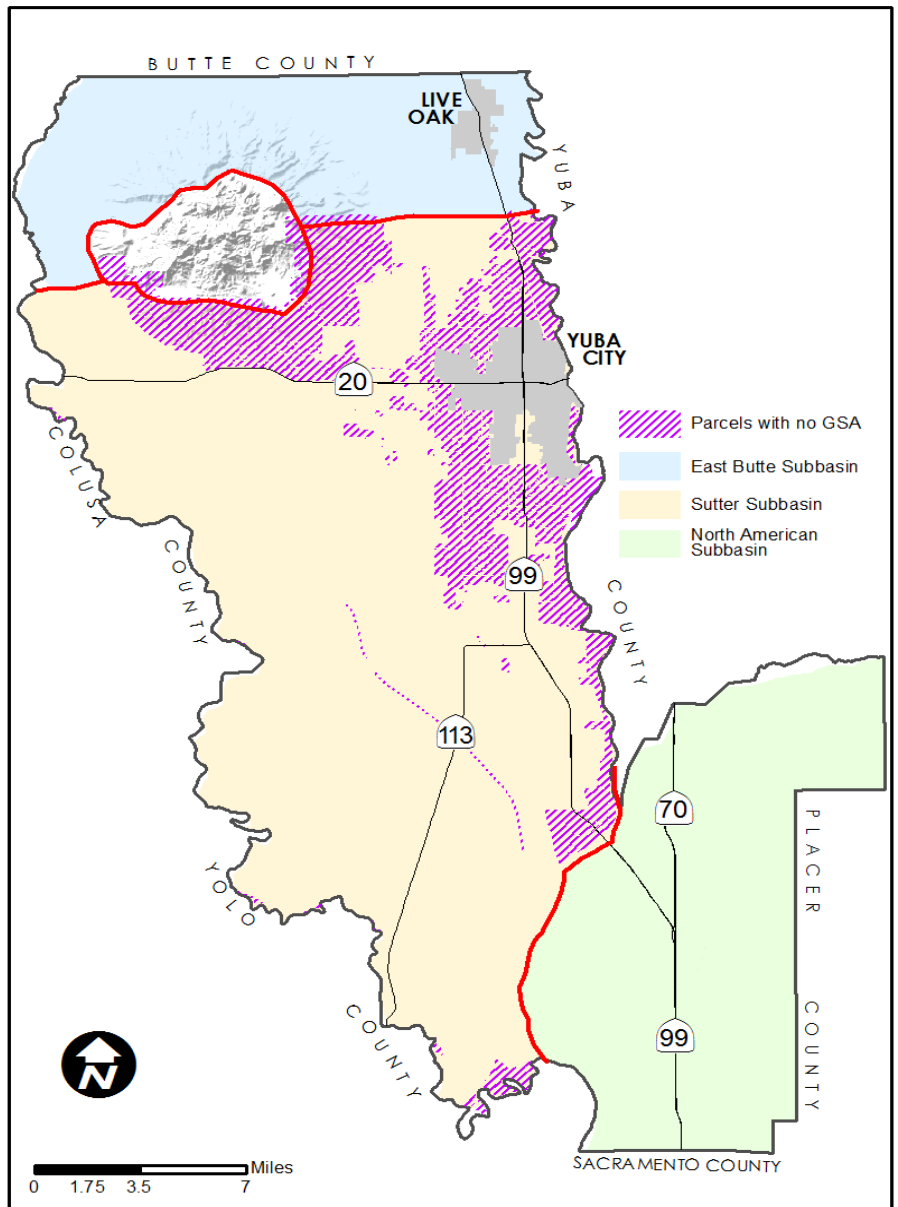 BUTTE COUNTY
LIVE
OAK
YUBA
YUBA
CITY
20
Parcels with no GSA
East Butte Subbasin
Sutter Subbasin
North American
Subbasin
COLUSA
COUNTY
99
COUNTY
113
70
PLACER
COUNTY
YOLO
COUNTY
99
N
Miles
0 1.75 3.5 7
SACRAMENTO COUNTY